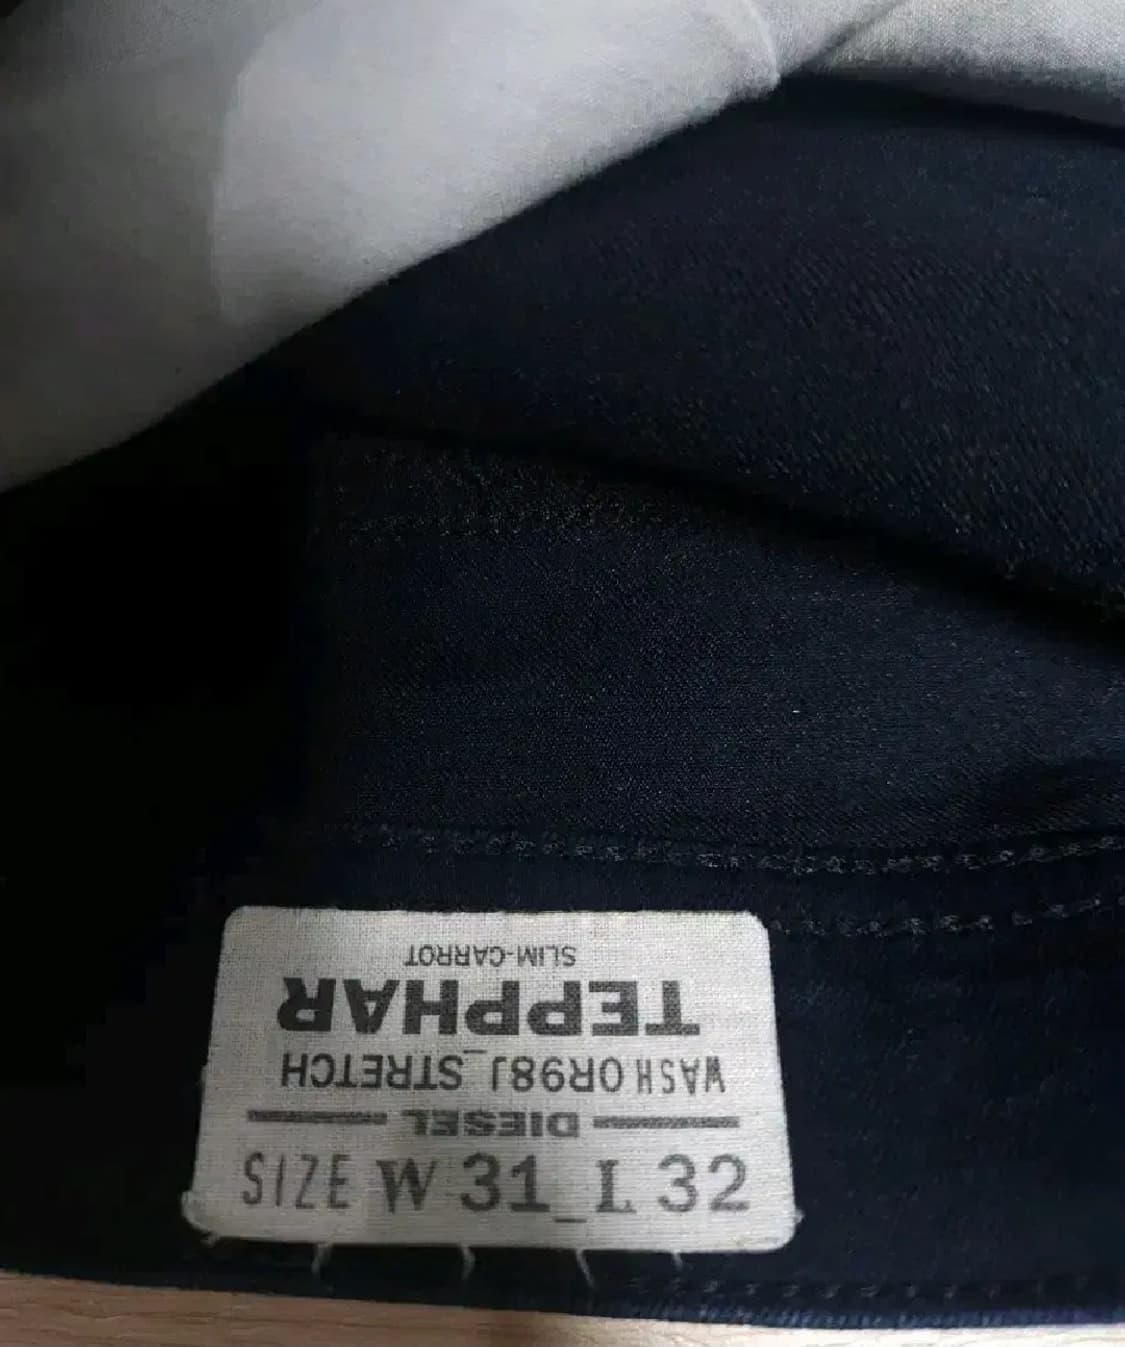 DIESEL
WASH 0R98J_STRETCH
TEPPHAR
SLIM-CARROT
SIZE W 31_L 32